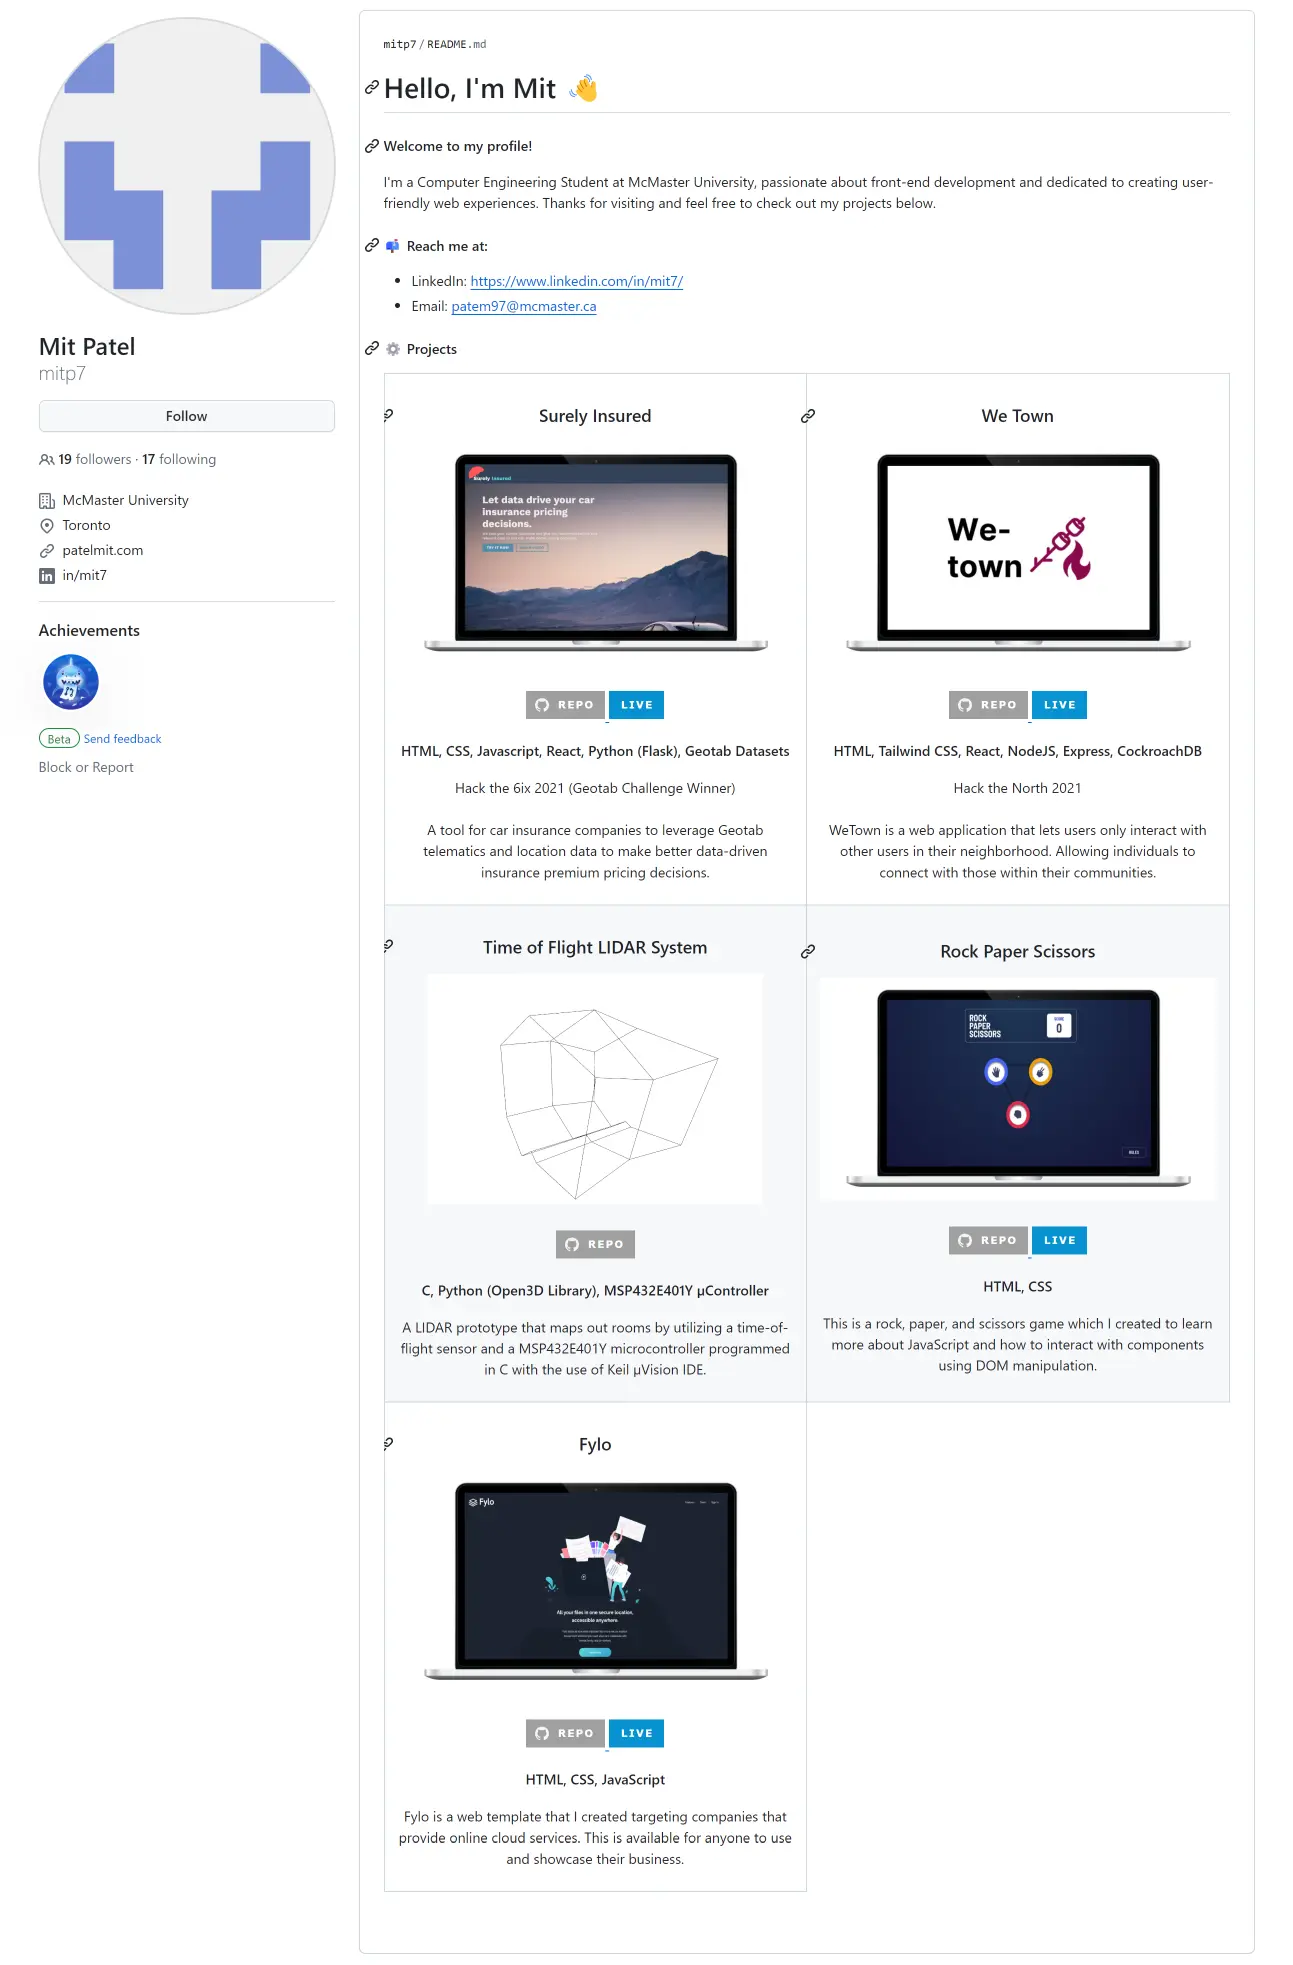 Mit Patel
mitp7
Follow
19 followers · 17 following
McMaster University
Toronto
patelmit.com
in/mit7
Achievements
Beta Send feedback
Block or Report
mitp7/README.md
Hello, I'm Mit 👋
Welcome to my profile!
I'm a Computer Engineering Student at McMaster University, passionate about front-end development and dedicated to creating user-
friendly web experiences. Thanks for visiting and feel free to check out my projects below.
📫 Reach me at:
• LinkedIn: https://www.linkedin.com/in/mit7/
• Email: patem97@mcmaster.ca
⚙️ Projects
Surely Insured
Surely Insured
Let data drive your car
insurance pricing
decisions.
REPO LIVE
HTML, CSS, Javascript, React, Python (Flask), Geotab Datasets
Hack the 6ix 2021 (Geotab Challenge Winner)
A tool for car insurance companies to leverage Geotab
telematics and location data to make better data-driven
insurance premium pricing decisions.
We Town
We-
town
REPO LIVE
HTML, Tailwind CSS, React, NodeJS, Express, CockroachDB
Hack the North 2021
WeTown is a web application that lets users only interact with
other users in their neighborhood. Allowing individuals to
connect with those within their communities.
Time of Flight LIDAR System
REPO
C, Python (Open3D Library), MSP432E401Y µController
A LIDAR prototype that maps out rooms by utilizing a time-of-
flight sensor and a MSP432E401Y microcontroller programmed
in C with the use of Keil µVision IDE.
Rock Paper Scissors
ROCK
PAPER
SCISSORS
SCORE
0
RULES
REPO LIVE
HTML, CSS
This is a rock, paper, and scissors game which I created to learn
more about JavaScript and how to interact with components
using DOM manipulation.
Fylo
Fylo
All your files in one secure location,
accessible anywhere.
REPO LIVE
HTML, CSS, JavaScript
Fylo is a web template that I created targeting companies that
provide online cloud services. This is available for anyone to use
and showcase their business.